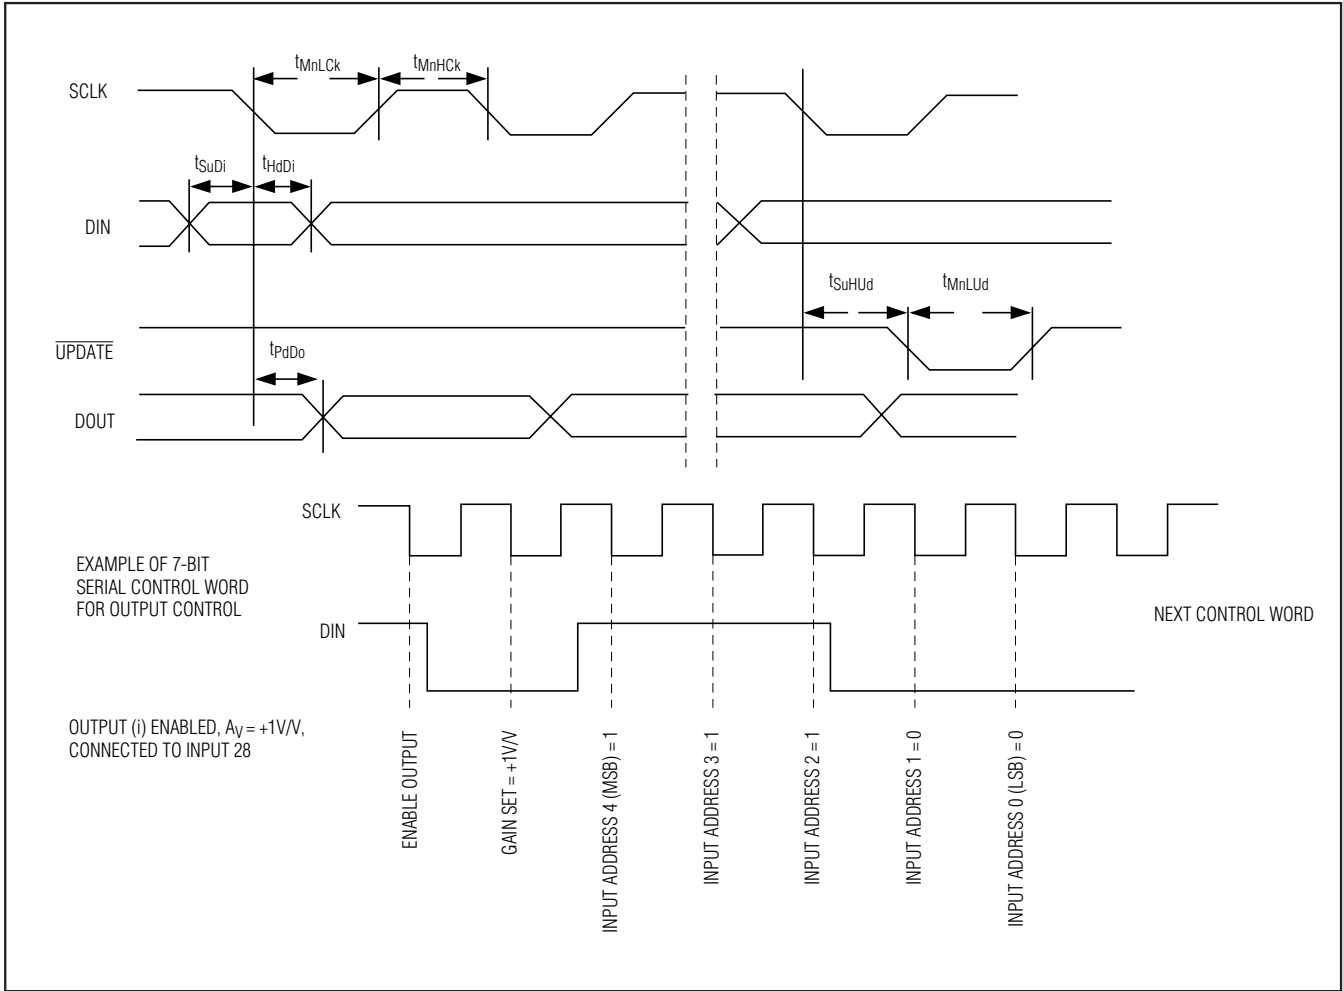 tMnLCk
tMnHCk
SCLK
tSuDi
tHdDi
DIN
tSuHUd
tMnLUd
UPDATE
tPdDo
DOUT
SCLK
EXAMPLE OF 7-BIT
SERIAL CONTROL WORD
FOR OUTPUT CONTROL
NEXT CONTROL WORD
DIN
OUTPUT (i) ENABLED, AV = +1V/V,
CONNECTED TO INPUT 28
ENABLE OUTPUT
GAIN SET = +1V/V
INPUT ADDRESS 4 (MSB) = 1
INPUT ADDRESS 3 = 1
INPUT ADDRESS 2 = 1
INPUT ADDRESS 1 = 0
INPUT ADDRESS 0 (LSB) = 0